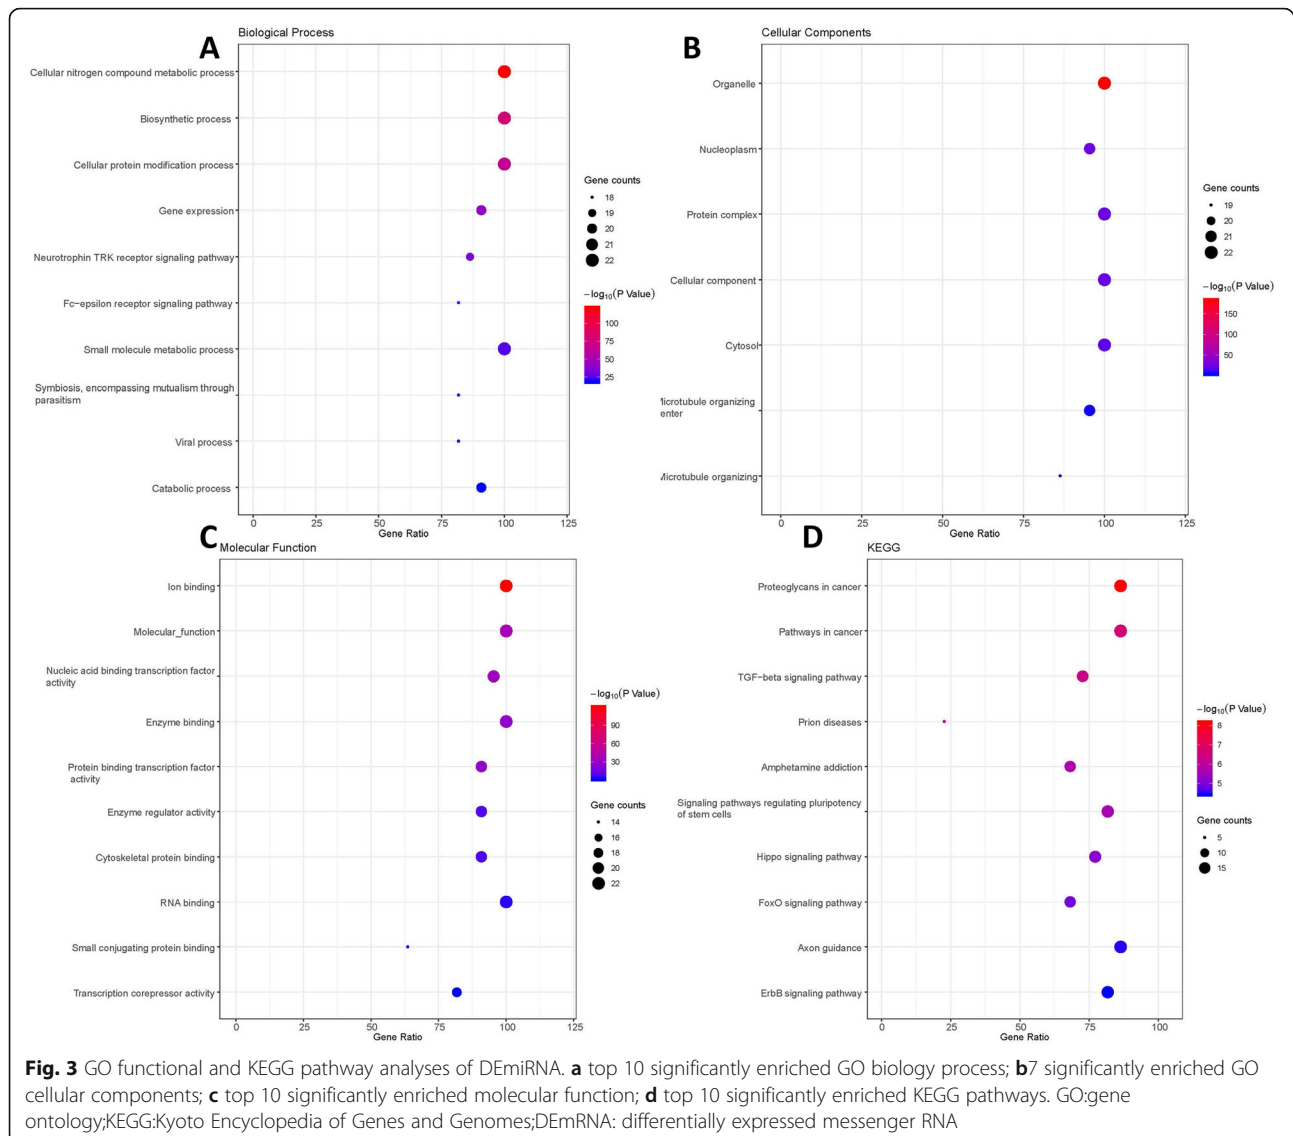 A
Biological Process
Cellular nitrogen compound metabolic process
Biosynthetic process
Cellular protein modification process
Gene expression
Neurotrophin TRK receptor signaling pathway
Fc-epsilon receptor signaling pathway
Small molecule metabolic process
Symbiosis, encompassing mutualism through
parasitism
Viral process
Catabolic process
0 25 50 75 100 125
Gene Ratio
Gene counts
18
19
20
21
22
−log10(P Value)
100
75
50
25
B
Cellular Components
Organelle
Nucleoplasm
Protein complex
Cellular component
Cytosol
Microtubule organizing
enter
Microtubule organizing
0 25 50 75 100 125
Gene Ratio
Gene counts
19
20
21
22
−log10(P Value)
150
100
50
C
Molecular Function
Ion binding
Molecular_function
Nucleic acid binding transcription factor
activity
Enzyme binding
Protein binding transcription factor
activity
Enzyme regulator activity
Cytoskeletal protein binding
RNA binding
Small conjugating protein binding
Transcription corepressor activity
0 25 50 75 100 125
Gene Ratio
−log10(P Value)
90
60
30
Gene counts
14
16
18
20
22
D
KEGG
Proteoglycans in cancer
Pathways in cancer
TGF−beta signaling pathway
Prion diseases
Amphetamine addiction
Signaling pathways regulating pluripotency
of stem cells
Hippo signaling pathway
FoxO signaling pathway
Axon guidance
ErbB signaling pathway
0 25 50 75 100
Gene Ratio
−log10(P Value)
8
7
6
5
Gene counts
5
10
15
Fig. 3 GO functional and KEGG pathway analyses of DEmiRNA. a top 10 significantly enriched GO biology process; b7 significantly enriched GO
cellular components; c top 10 significantly enriched molecular function; d top 10 significantly enriched KEGG pathways. GO:gene
ontology;KEGG:Kyoto Encyclopedia of Genes and Genomes;DEmRNA: differentially expressed messenger RNA